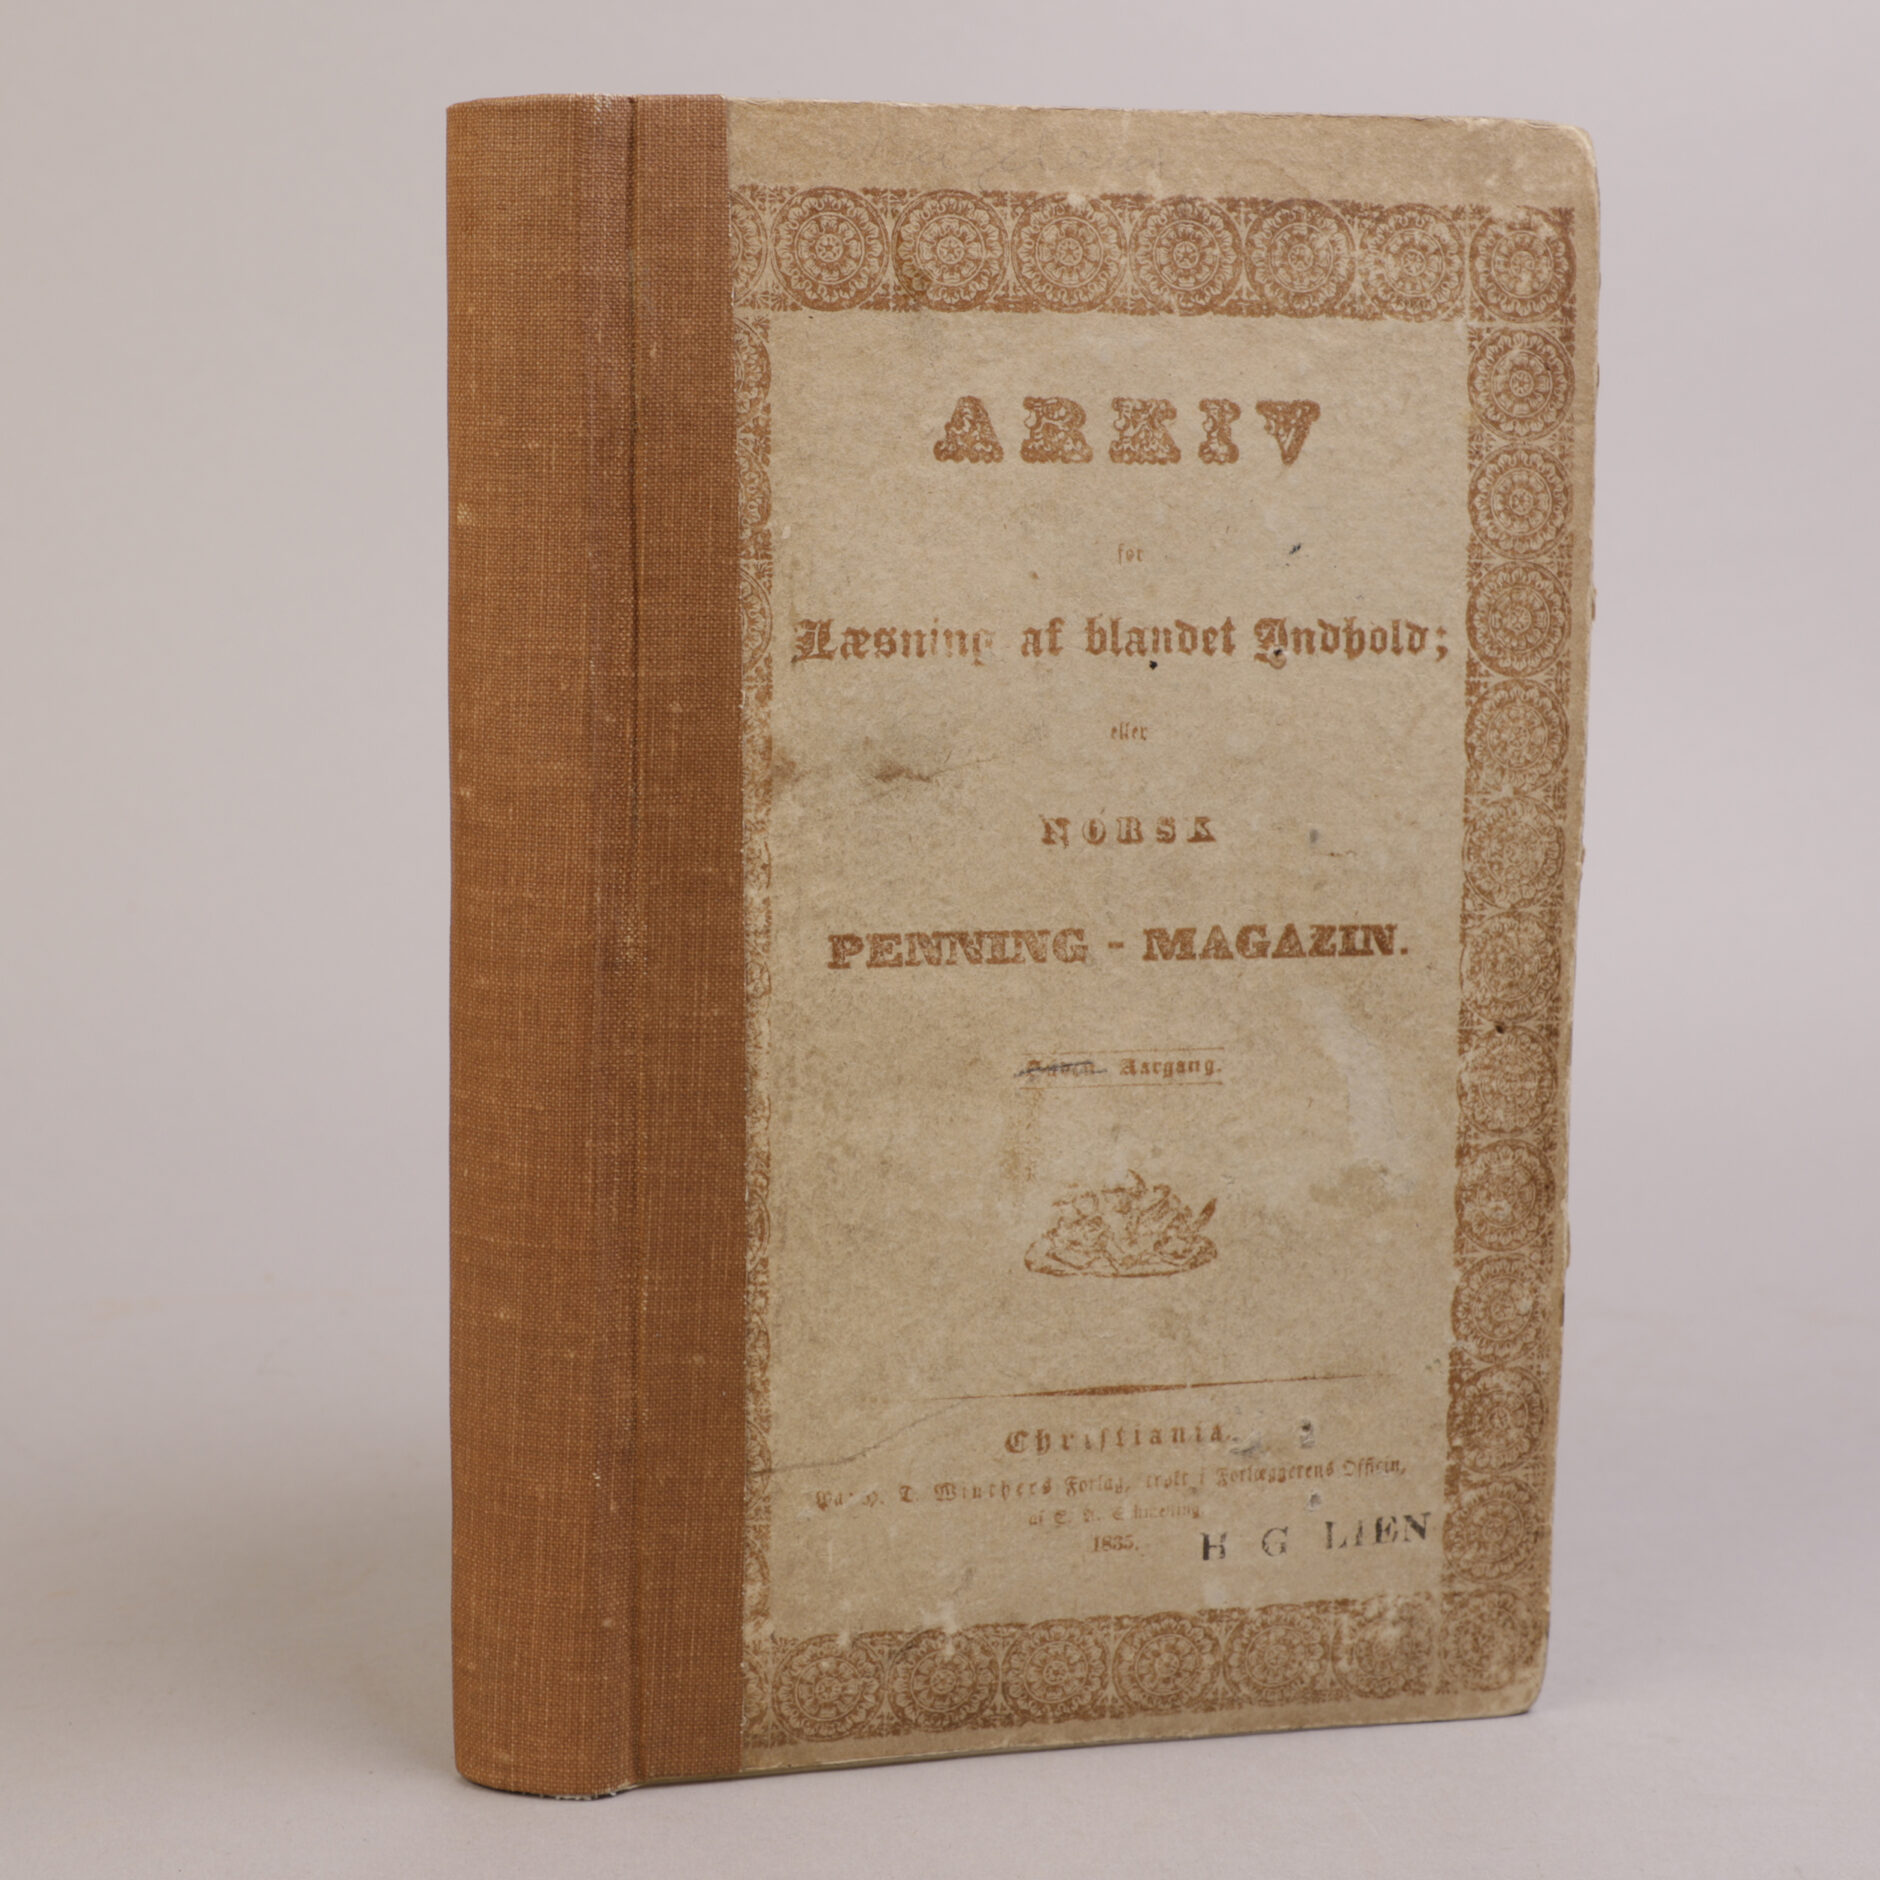 ARKIV
for
Læsning af blandet Indhold;
eller
NORSK
PENNING - MAGAZIN.
Aargang.
Christiania.
T. Winthers Forlag, trykt i Forlæggerens Officin,
af
1835.
H G LIEN